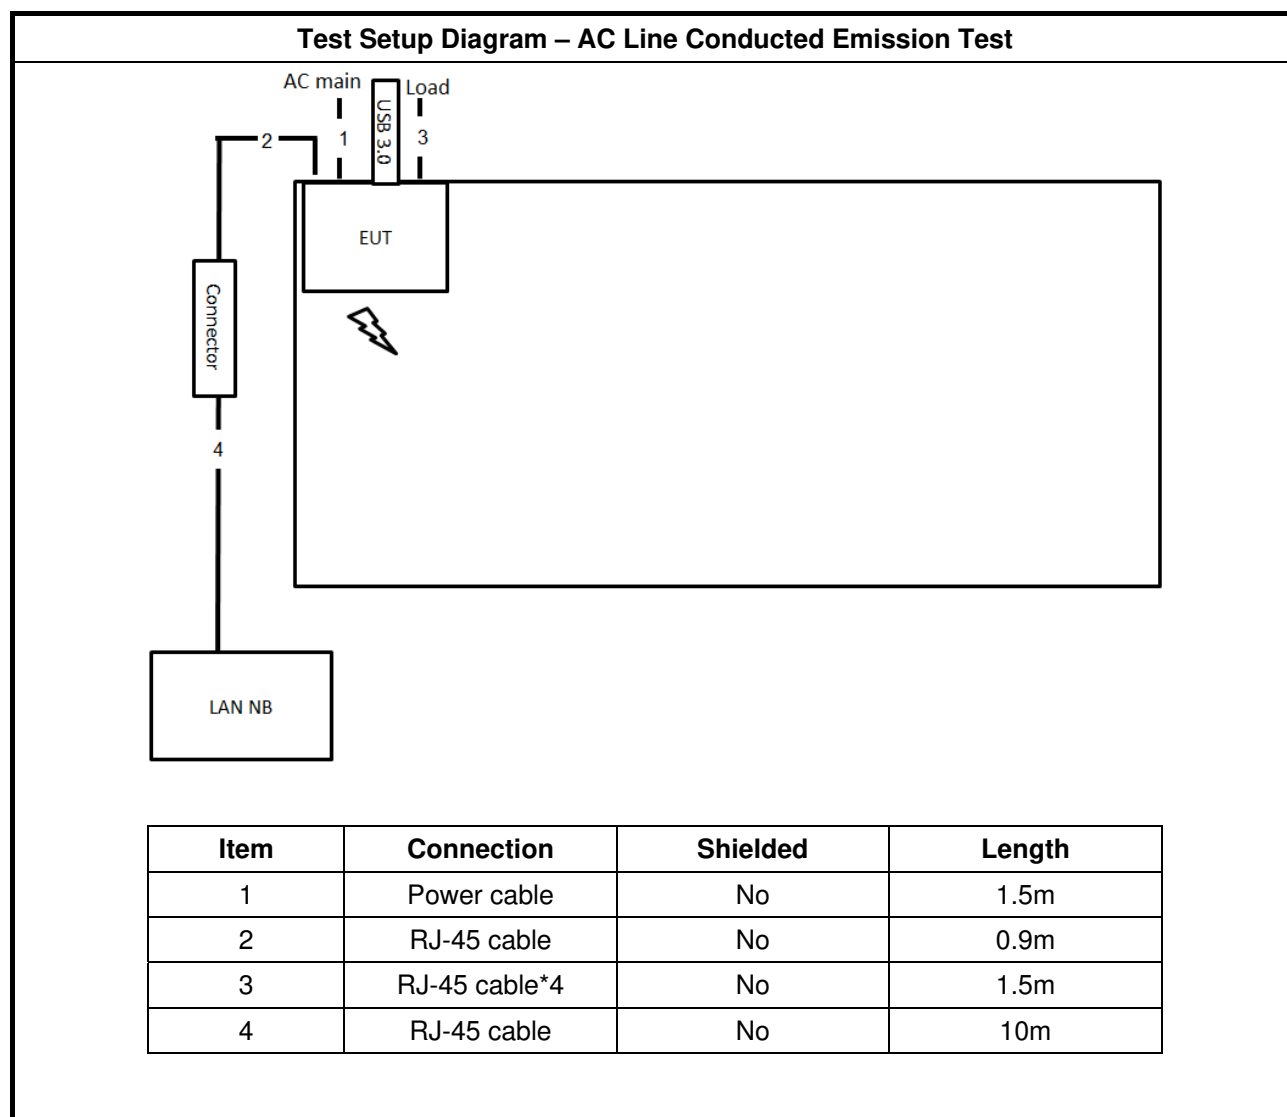 Test Setup Diagram – AC Line Conducted Emission Test
AC main
USB 3.0
Load
2
1
3
EUT
Connector
4
LAN NB
Item Connection Shielded Length
1 Power cable No 1.5m
2 RJ-45 cable No 0.9m
3 RJ-45 cable*4 No 1.5m
4 RJ-45 cable No 10m